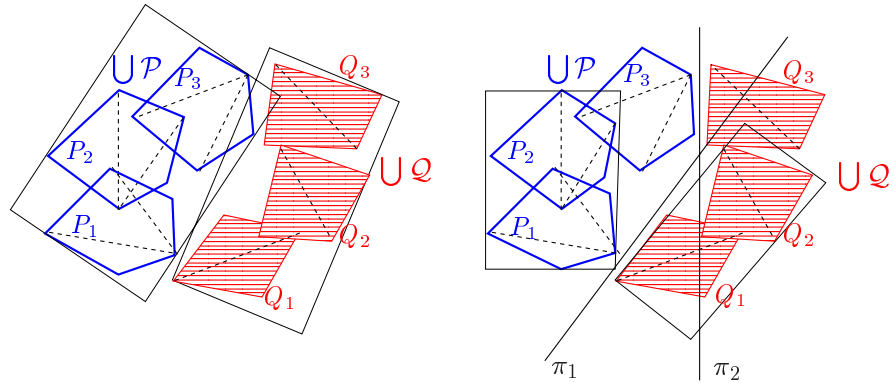 ⋃𝒫
P₃
Q₃
P₂
⋃𝒬
P₁
Q₂
Q₁
⋃𝒫
P₃
Q₃
P₂
⋃𝒬
P₁
Q₂
Q₁
π₁
π₂